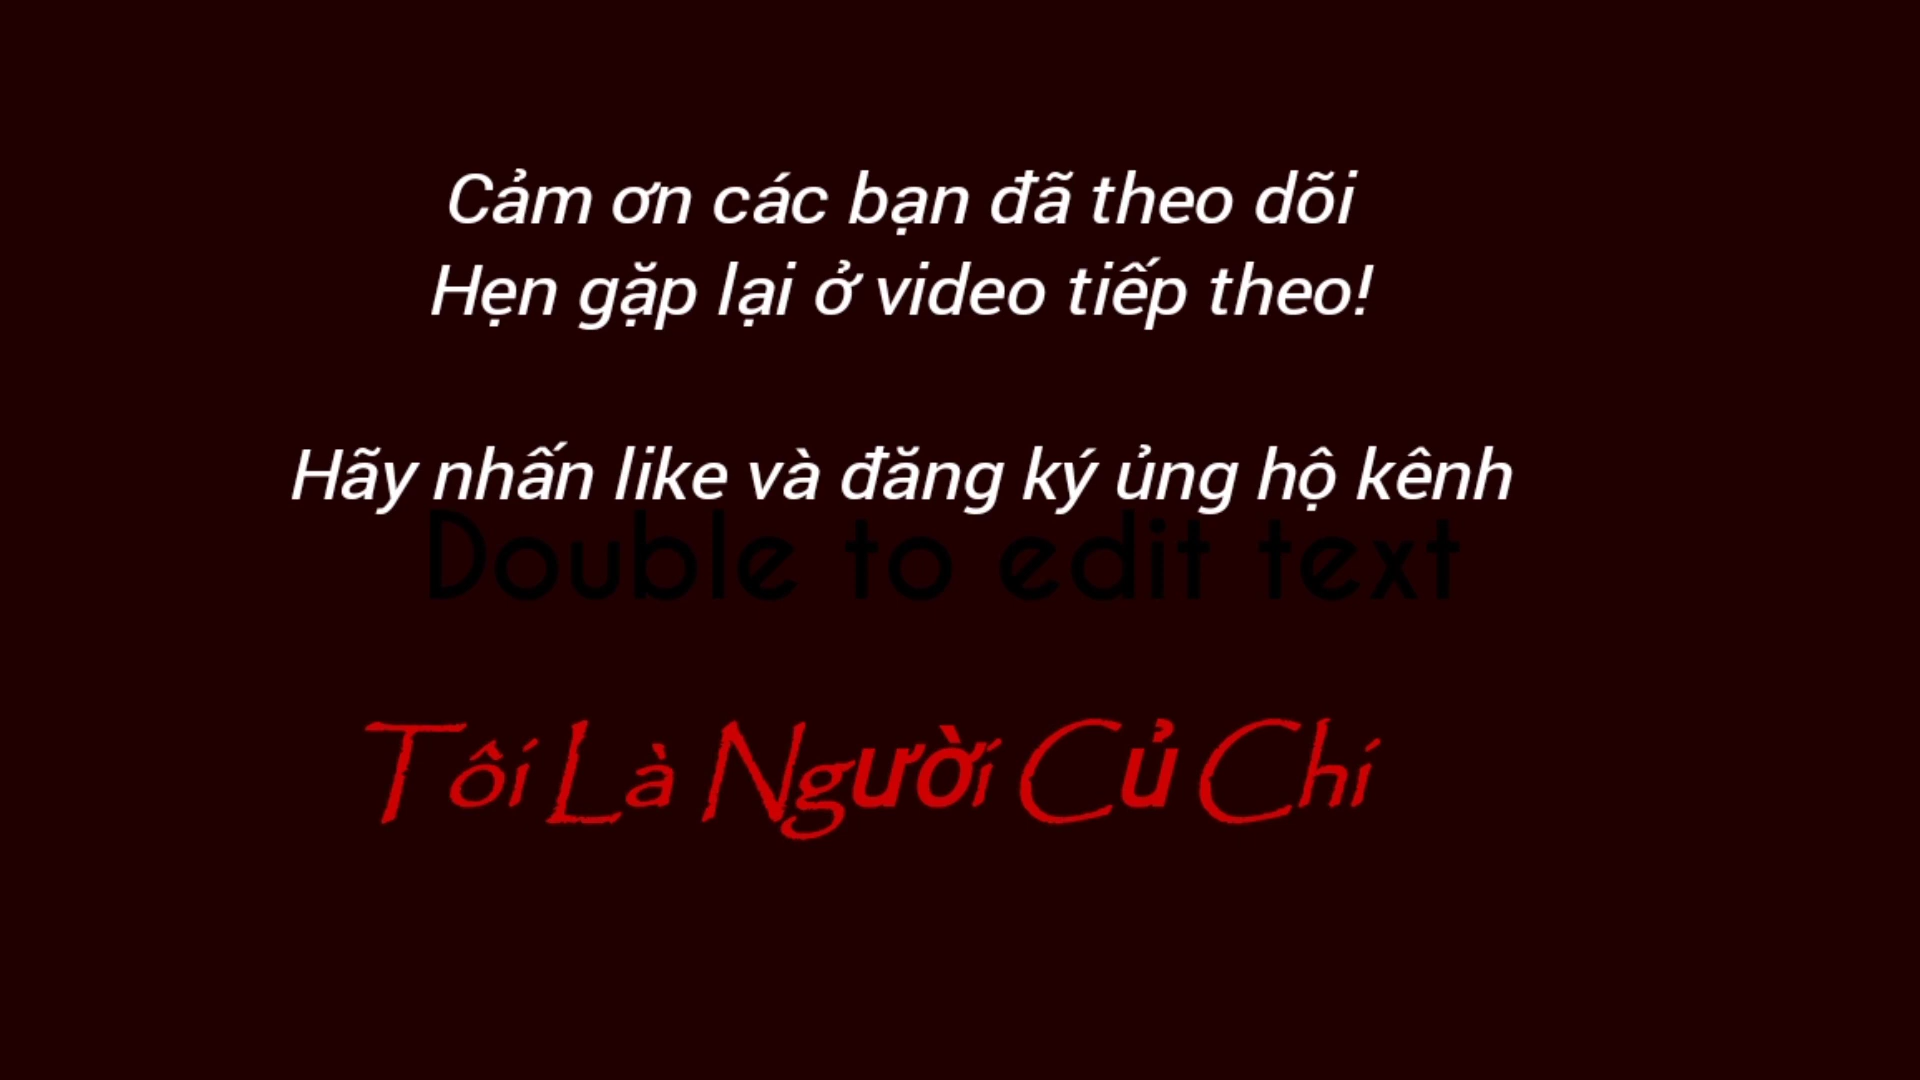 Cảm ơn các bạn đã theo dõi
Hẹn gặp lại ở video tiếp theo!
Hãy nhấn like và đăng ký ủng hộ kênh
Double to edit text
Tôi Là Người Củ Chi